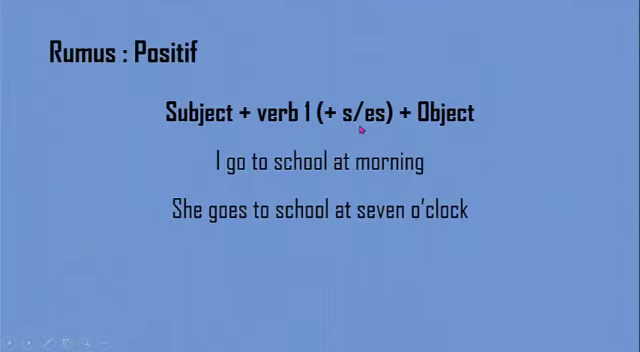 Rumus : Positif
Subject + verb 1 (+ s/es) + Object
I go to school at morning
She goes to school at seven o'clock